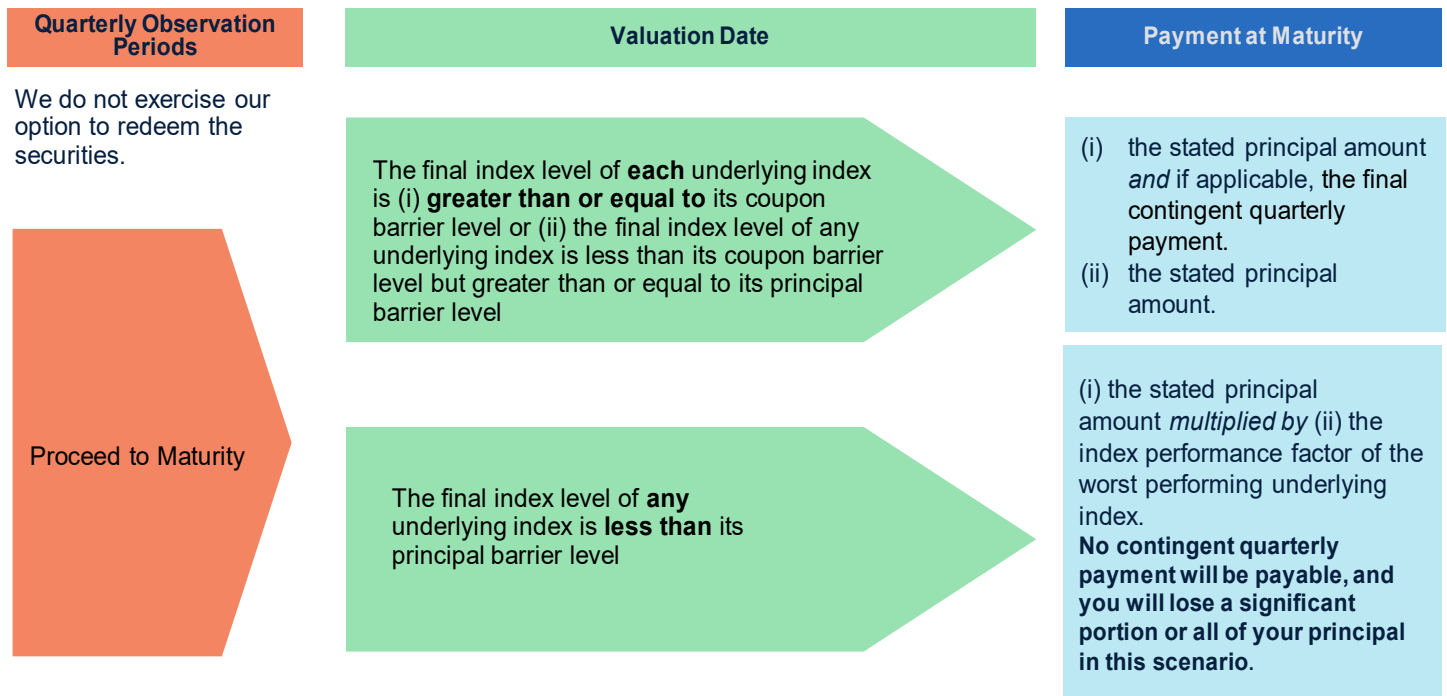 Quarterly Observation
Periods
Valuation Date
Payment at Maturity
We do not exercise our
option to redeem the
securities.
Proceed to Maturity
The final index level of each underlying index
is (i) greater than or equal to its coupon
barrier level or (ii) the final index level of any
underlying index is less than its coupon barrier
level but greater than or equal to its principal
barrier level
(i) the stated principal amount
and if applicable, the final
contingent quarterly
payment.
(ii) the stated principal
amount.
The final index level of any
underlying index is less than its
principal barrier level
(i) the stated principal
amount multiplied by (ii) the
index performance factor of the
worst performing underlying
index.
No contingent quarterly
payment will be payable, and
you will lose a significant
portion or all of your principal
in this scenario.